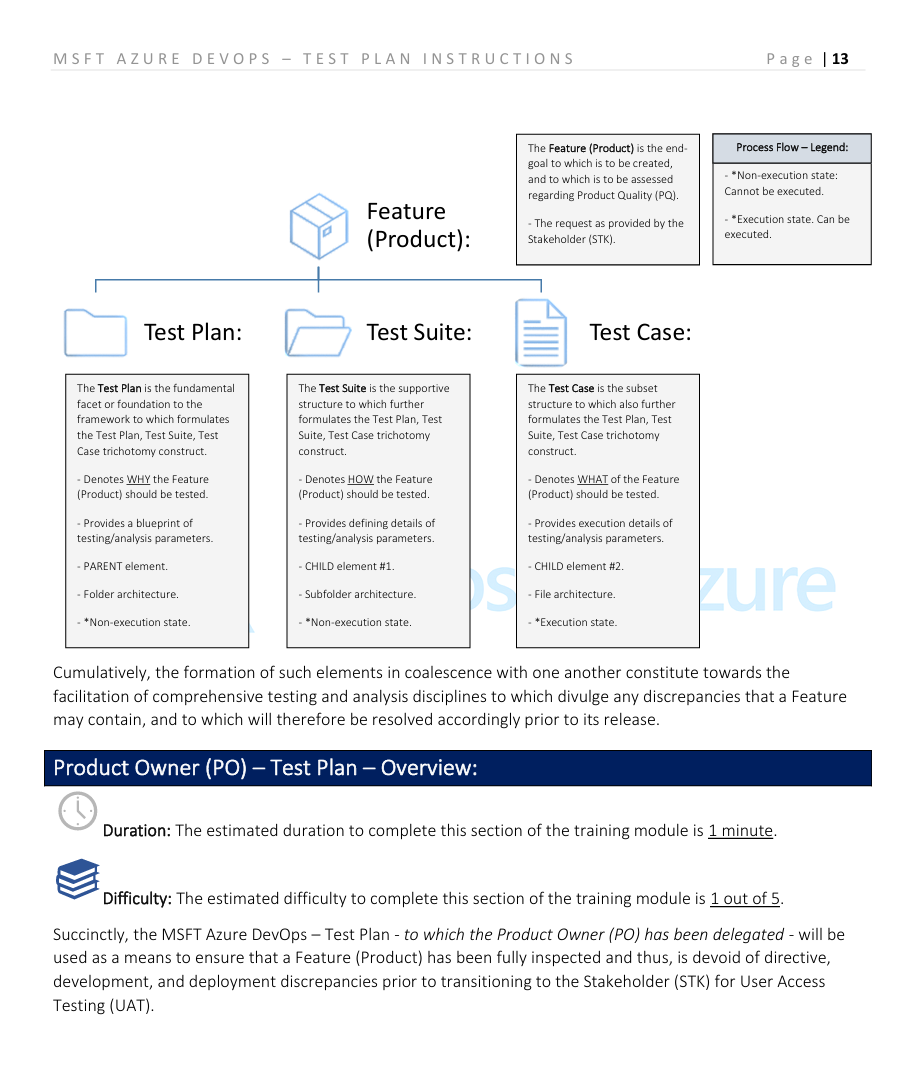 MSFT AZURE DEVOPS – TEST PLAN INSTRUCTIONS
Page | 13
The Feature (Product) is the end-
goal to which is to be created,
and to which is to be assessed
regarding Product Quality (PQ).
- The request as provided by the
Stakeholder (STK).
Process Flow – Legend:
- *Non-execution state:
Cannot be executed.
- *Execution state. Can be
executed.
Feature
(Product):
Test Plan:
Test Suite:
Test Case:
The Test Plan is the fundamental
facet or foundation to the
framework to which formulates
the Test Plan, Test Suite, Test
Case trichotomy construct.
- Denotes WHY the Feature
(Product) should be tested.
- Provides a blueprint of
testing/analysis parameters.
- PARENT element.
- Folder architecture.
- *Non-execution state.
The Test Suite is the supportive
structure to which further
formulates the Test Plan, Test
Suite, Test Case trichotomy
construct.
- Denotes HOW the Feature
(Product) should be tested.
- Provides defining details of
testing/analysis parameters.
- CHILD element #1.
- Subfolder architecture.
- *Non-execution state.
The Test Case is the subset
structure to which also further
formulates the Test Plan, Test
Suite, Test Case trichotomy
construct.
- Denotes WHAT of the Feature
(Product) should be tested.
- Provides execution details of
testing/analysis parameters.
- CHILD element #2.
- File architecture.
- *Execution state.
Cumulatively, the formation of such elements in coalescence with one another constitute towards the
facilitation of comprehensive testing and analysis disciplines to which divulge any discrepancies that a Feature
may contain, and to which will therefore be resolved accordingly prior to its release.
Product Owner (PO) – Test Plan – Overview:
Duration: The estimated duration to complete this section of the training module is 1 minute.
Difficulty: The estimated difficulty to complete this section of the training module is 1 out of 5.
Succinctly, the MSFT Azure DevOps – Test Plan - to which the Product Owner (PO) has been delegated - will be
used as a means to ensure that a Feature (Product) has been fully inspected and thus, is devoid of directive,
development, and deployment discrepancies prior to transitioning to the Stakeholder (STK) for User Access
Testing (UAT).